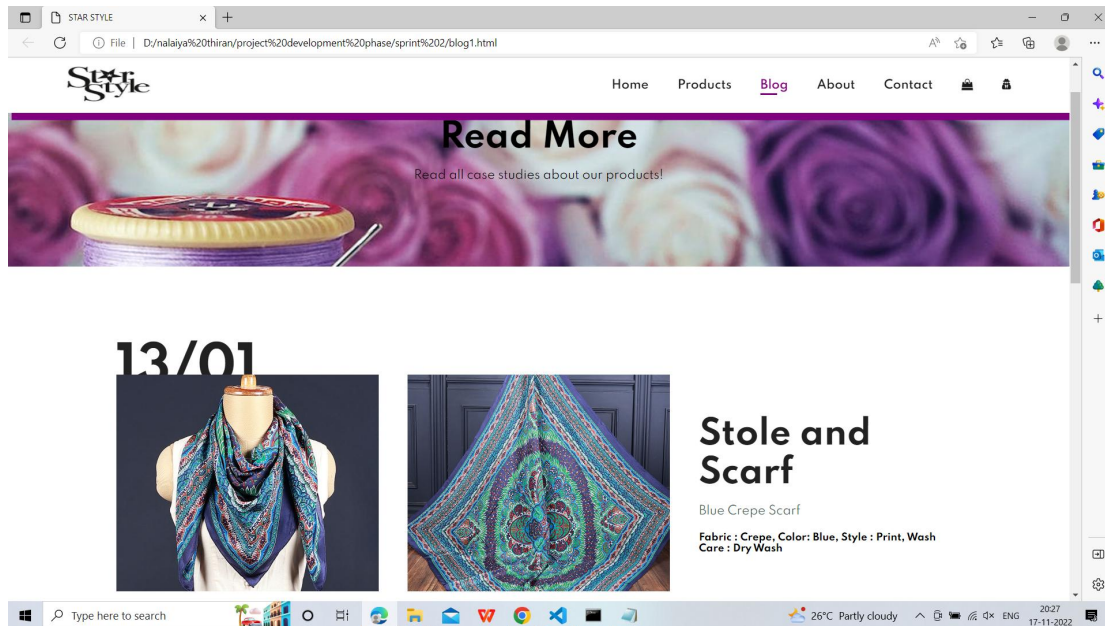 STAR STYLE
File | D:/nalaiya%20thiran/project%20development%20phase/sprint%202/blog1.html
Star
Style
Home Products Blog About Contact
Read More
Read all case studies about our products!
13/01
Stole and
Scarf
Blue Crepe Scarf
Fabric : Crepe, Color: Blue, Style : Print, Wash
Care : Dry Wash
Type here to search
26°C Partly cloudy
ENG
20:27
17-11-2022